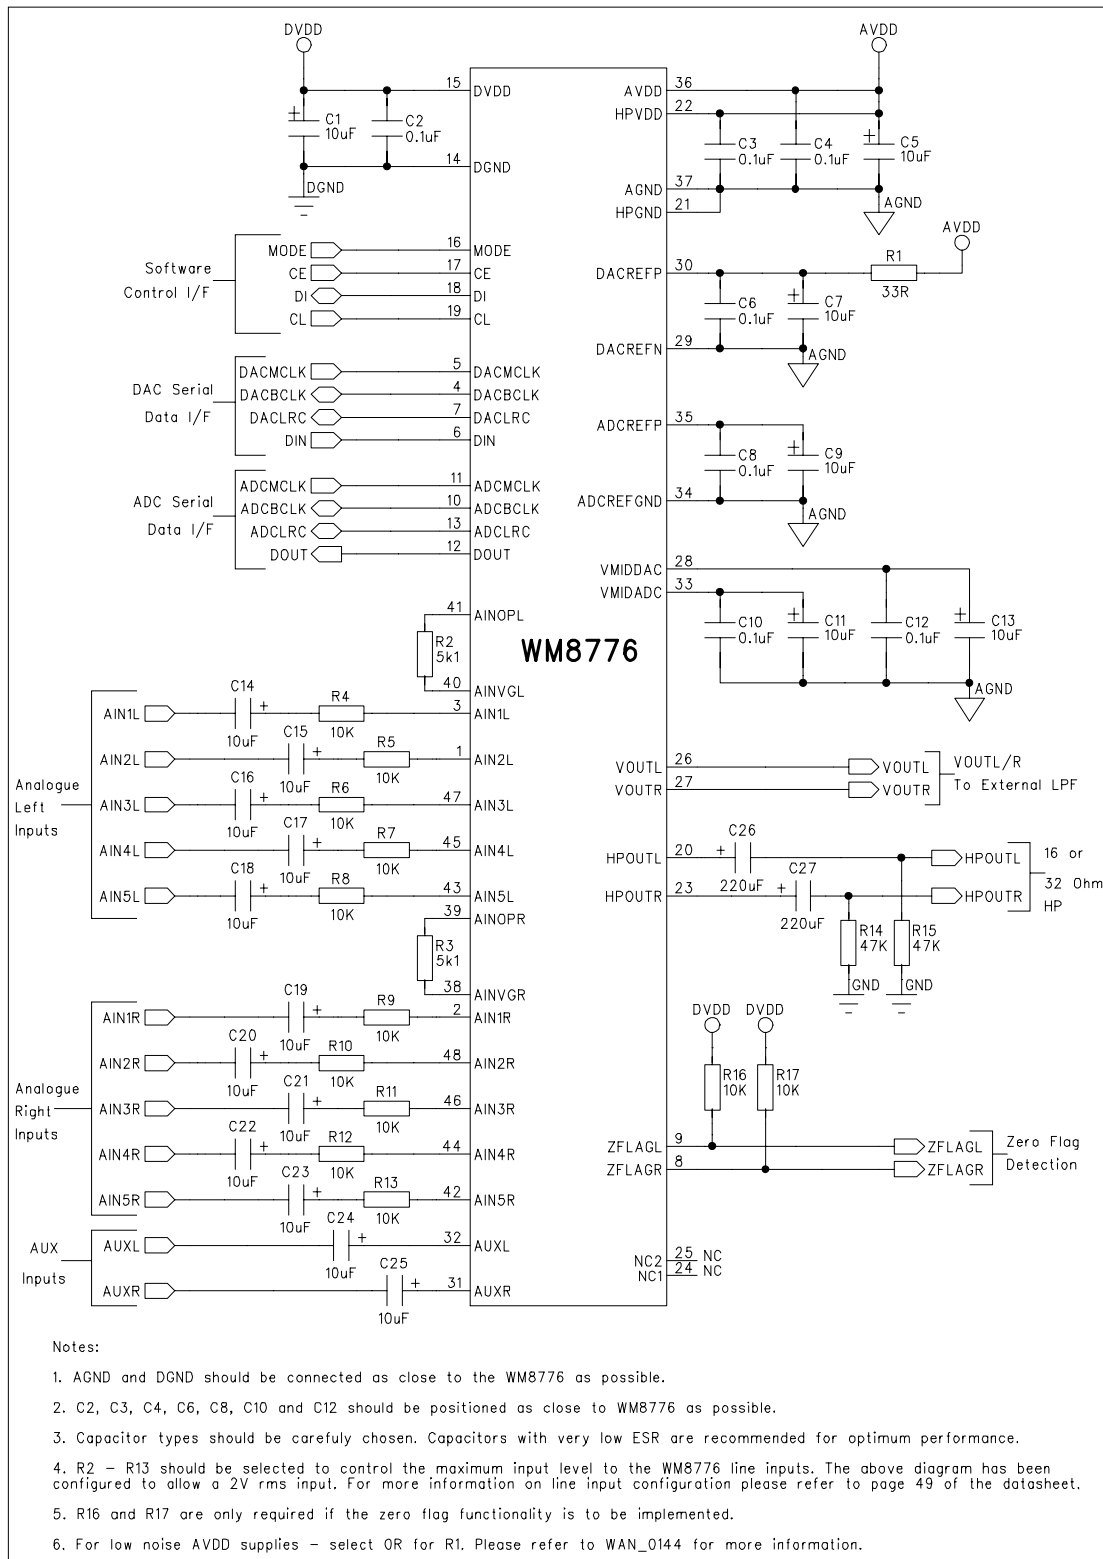 DVDD
AVDD
15 DVDD
AVDD 36
HPVDD 22
+ C1 10uF
C2 0.1uF
C3 0.1uF
C4 0.1uF
+ C5 10uF
14 DGND
DGND
AGND 37
HPGND 21
AGND
AVDD
Software Control I/F
MODE 16 MODE
CE 17 CE
DI 18 DI
CL 19 CL
DACREFP 30
R1 33R
C6 0.1uF
+ C7 10uF
DACREFN 29
AGND
DAC Serial Data I/F
DACMCLK 5 DACMCLK
DACBCLK 4 DACBCLK
DACLRC 7 DACLRC
DIN 6 DIN
ADCREFP 35
C8 0.1uF
+ C9 10uF
ADCREFGND 34
AGND
ADC Serial Data I/F
ADCMCLK 11 ADCMCLK
ADCBCLK 10 ADCBCLK
ADCLRC 13 ADCLRC
DOUT 12 DOUT
VMIDDAC 28
VMIDADC 33
C10 0.1uF
+ C11 10uF
C12 0.1uF
+ C13 10uF
AGND
41 AINOPL
R2 5k1
WM8776
40 AINVGL
Analogue Left Inputs
AIN1L C14 + 10uF R4 10K 3 AIN1L
AIN2L C15 + 10uF R5 10K 1 AIN2L
AIN3L C16 + 10uF R6 10K 47 AIN3L
AIN4L C17 + 10uF R7 10K 45 AIN4L
AIN5L C18 + 10uF R8 10K 43 AIN5L
VOUTL 26 VOUTL
VOUTR 27 VOUTR
VOUTL/R
To External LPF
HPOUTL 20 + C26 220uF HPOUTL
HPOUTR 23 + C27 220uF HPOUTR
16 or
32 Ohm
HP
R14 47K
R15 47K
GND
GND
39 AINOPR
R3 5k1
38 AINVGR
Analogue Right Inputs
AIN1R C19 + 10uF R9 10K 2 AIN1R
AIN2R C20 + 10uF R10 10K 48 AIN2R
AIN3R C21 + 10uF R11 10K 46 AIN3R
AIN4R C22 + 10uF R12 10K 44 AIN4R
AIN5R C23 + 10uF R13 10K 42 AIN5R
DVDD
DVDD
R16 10K
R17 10K
ZFLAGL 9 ZFLAGL
ZFLAGR 8 ZFLAGR
Zero Flag
Detection
AUX Inputs
AUXL C24 + 10uF 32 AUXL
AUXR C25 + 10uF 31 AUXR
NC2 25 NC
NC1 24 NC
Notes:
1. AGND and DGND should be connected as close to the WM8776 as possible.
2. C2, C3, C4, C6, C8, C10 and C12 should be positioned as close to WM8776 as possible.
3. Capacitor types should be carefuly chosen. Capacitors with very low ESR are recommended for optimum performance.
4. R2 – R13 should be selected to control the maximum input level to the WM8776 line inputs. The above diagram has been
configured to allow a 2V rms input. For more information on line input configuration please refer to page 49 of the datasheet.
5. R16 and R17 are only required if the zero flag functionality is to be implemented.
6. For low noise AVDD supplies – select 0R for R1. Please refer to WAN_0144 for more information.